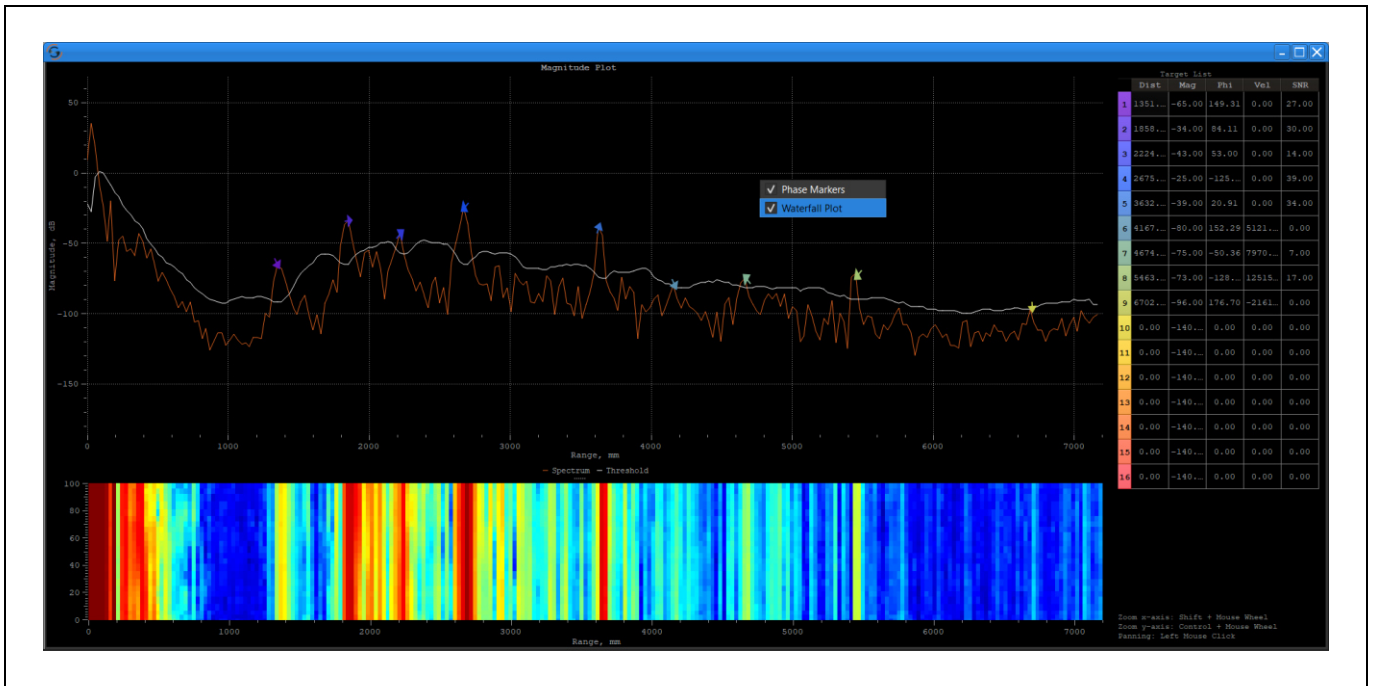 Magnitude Plot
50
0
−50
−100
−150
Magnitude, dB
0 1000 2000 3000 4000 5000 7000
Range, mm
Spectrum Threshold
✓ Phase Markers
✓ Waterfall Plot
100
80
60
40
20
0
0 1000 2000 3000 4000 5000 7000
Range, mm
Target List
Dist Mag Phi Vel SNR
1 1351... -65.00 149.31 0.00 27.00
2 1858... -34.00 84.11 0.00 30.00
3 2224... -43.00 53.00 0.00 14.00
4 2675... -25.00 -125... 0.00 39.00
5 3632... -39.00 20.91 0.00 34.00
6 4167... -80.00 152.29 5121... 0.00
7 4674... -75.00 -50.36 7970... 7.00
8 5463... -73.00 -128... 12515... 17.00
9 6702... -96.00 176.70 -2161... 0.00
10 0.00 -140... 0.00 0.00 0.00
11 0.00 -140... 0.00 0.00 0.00
12 0.00 -140... 0.00 0.00 0.00
13 0.00 -140... 0.00 0.00 0.00
14 0.00 -140... 0.00 0.00 0.00
15 0.00 -140... 0.00 0.00 0.00
16 0.00 -140... 0.00 0.00 0.00
Zoom x-axis: Shift + Mouse Wheel
Zoom y-axis: Control + Mouse Wheel
Panning: Left Mouse Click